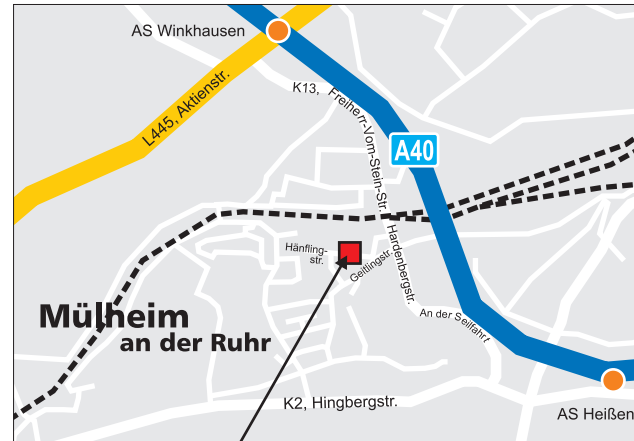 AS Winkhausen
K13, Freiherr-Vom-Stein-Str.
L445, Aktienstr.
A40
Hänfling-
str.
Geitlingstr.
Hardenbergstr.
An der Seilfahrt
Mülheim
an der Ruhr
K2, Hingbergstr.
AS Heißen